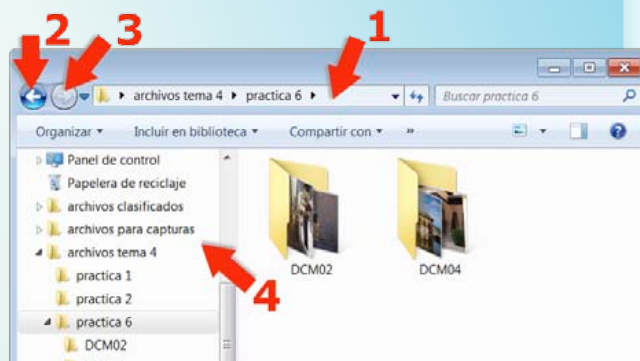 2 3 1
archivos tema 4 practica 6 Buscar practica 6
Organizar Incluir en biblioteca Compartir con »
Panel de control
Papelera de reciclaje
archivos clasificados
archivos para capturas
archivos tema 4
practica 1
practica 2
practica 6
DCM02
DCM02 DCM04
4